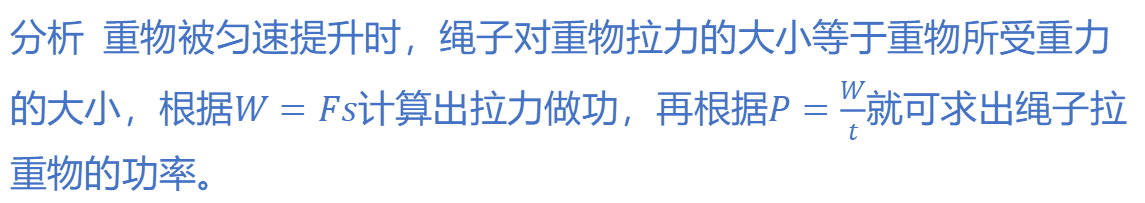 分析 重物被匀速提升时，绳子对重物拉力的大小等于重物所受重力
的大小，根据W = Fs计算出拉力做功，再根据P = W/t就可求出绳子拉
重物的功率。